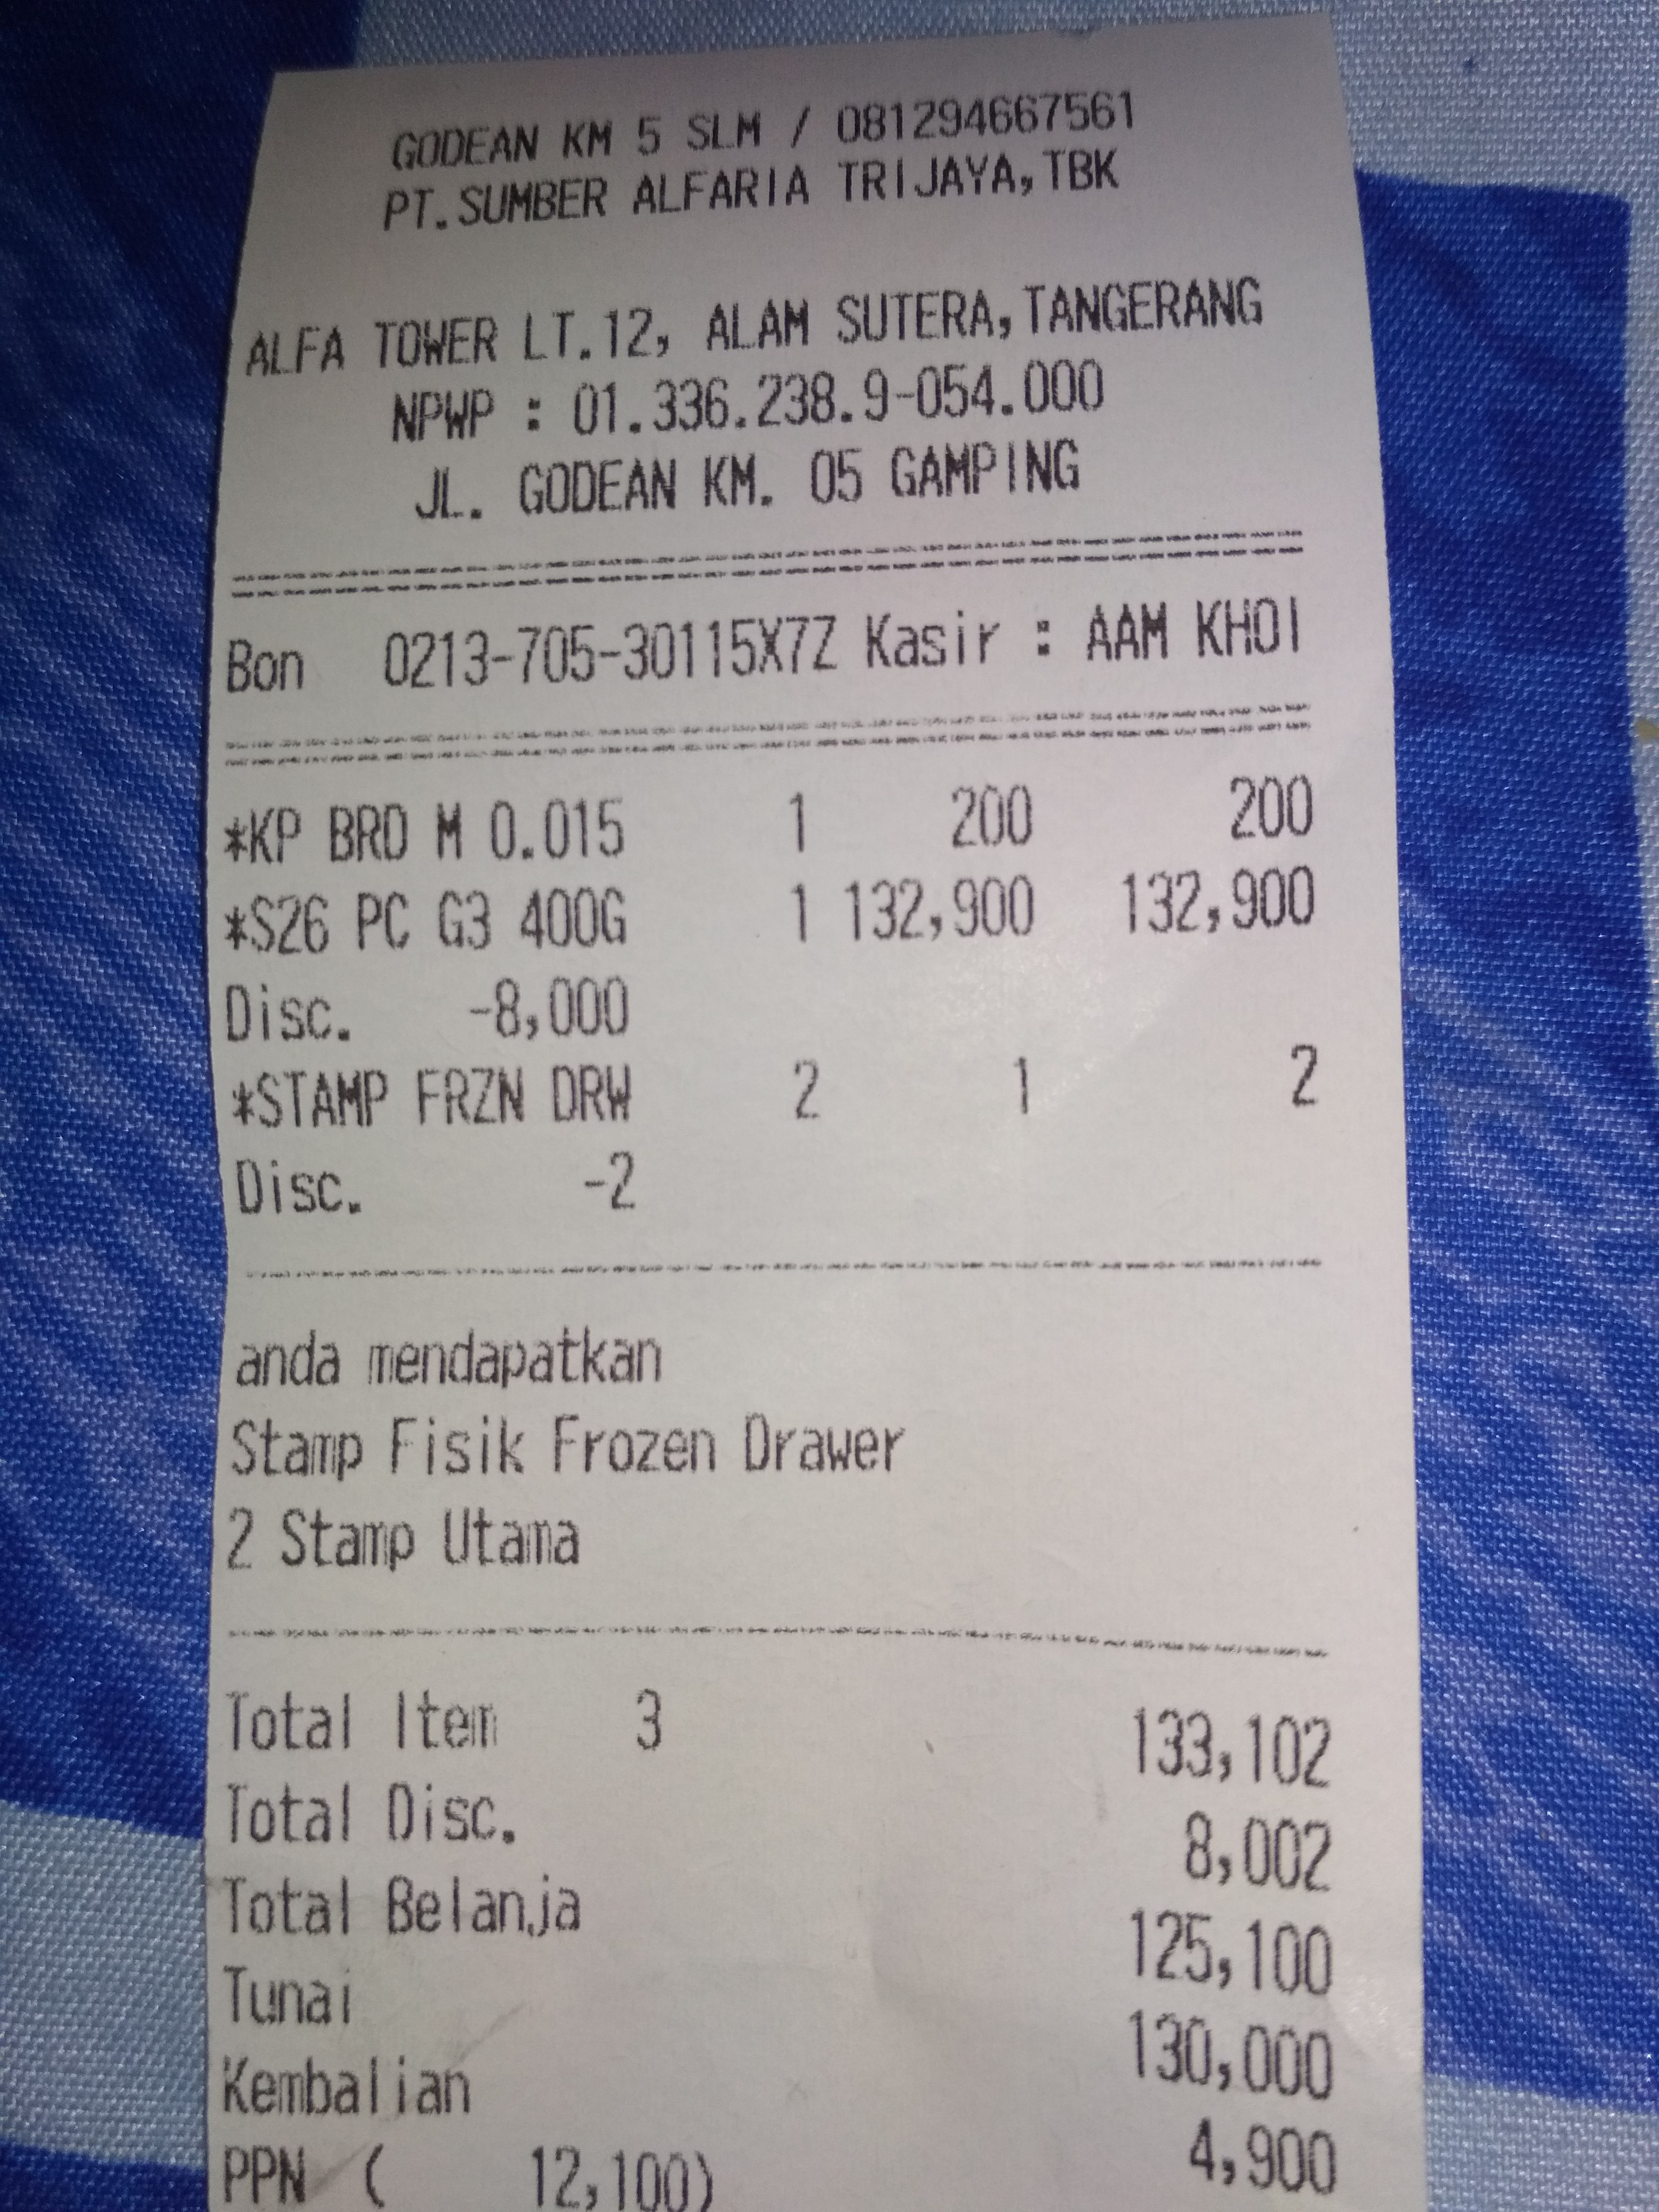 GODEAN KM 5 SLM / 081294667561
PT.SUMBER ALFARIA TRIJAYA,TBK
ALFA TOWER LT.12, ALAM SUTERA,TANGERANG
NPWP : 01.336.238.9-054.000
JL. GODEAN KM. 05 GAMPING
Bon 0213-705-30115X7Z Kasir : AAM KHOI
*KP BRD M 0.015 1 200 200
*S26 PC G3 400G 1 132,900 132,900
Disc. -8,000
*STAMP FRZN DRW 2 1 2
Disc. -2
anda mendapatkan
Stamp Fisik Frozen Drawer
2 Stamp Utama
Total Item 3 133,102
Total Disc. 8,002
Total Belanja 125,100
Tunai 130,000
Kembalian 4,900
PPN ( 12,100)